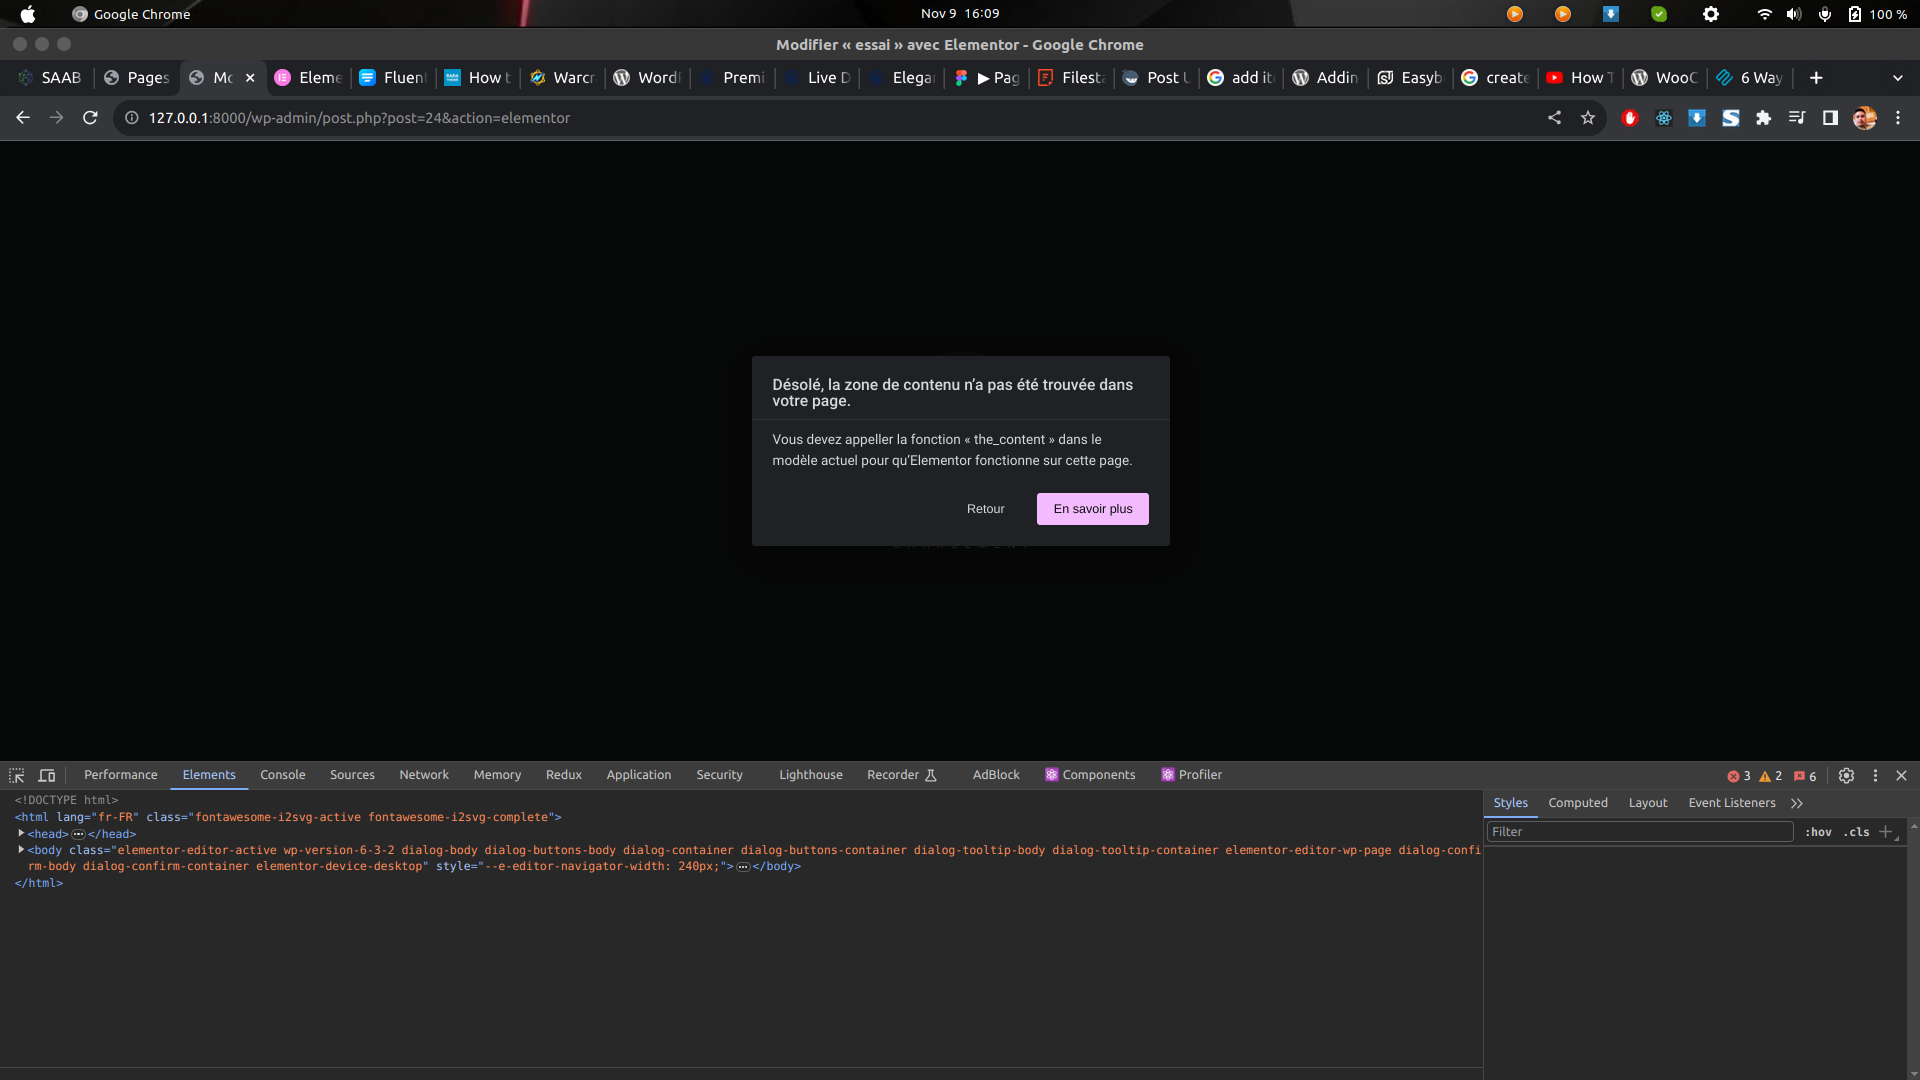 Google Chrome
Nov 9 16:09
100 %
Modifier « essai » avec Elementor - Google Chrome
SAAB
Pages
Mc
Eleme
Fluent
How t
Warcr
WordF
Premi
Live D
Elegar
▶ Pag
Filesta
Post U
add it
Addin
Easyb
create
How T
WooC
6 Way
127.0.0.1:8000/wp-admin/post.php?post=24&action=elementor
Désolé, la zone de contenu n’a pas été trouvée dans
votre page.
Vous devez appeller la fonction « the_content » dans le
modèle actuel pour qu’Elementor fonctionne sur cette page.
Retour
En savoir plus
Performance
Elements
Console
Sources
Network
Memory
Redux
Application
Security
Lighthouse
Recorder
AdBlock
Components
Profiler
3
2
6
<!DOCTYPE html>
<html lang="fr-FR" class="fontawesome-i2svg-active fontawesome-i2svg-complete">
<head>…</head>
<body class="elementor-editor-active wp-version-6-3-2 dialog-body dialog-buttons-body dialog-container dialog-buttons-container dialog-tooltip-body dialog-tooltip-container elementor-editor-wp-page dialog-confi
rm-body dialog-confirm-container elementor-device-desktop" style="--e-editor-navigator-width: 240px;">…</body>
</html>
Styles
Computed
Layout
Event Listeners
Filter
:hov
.cls